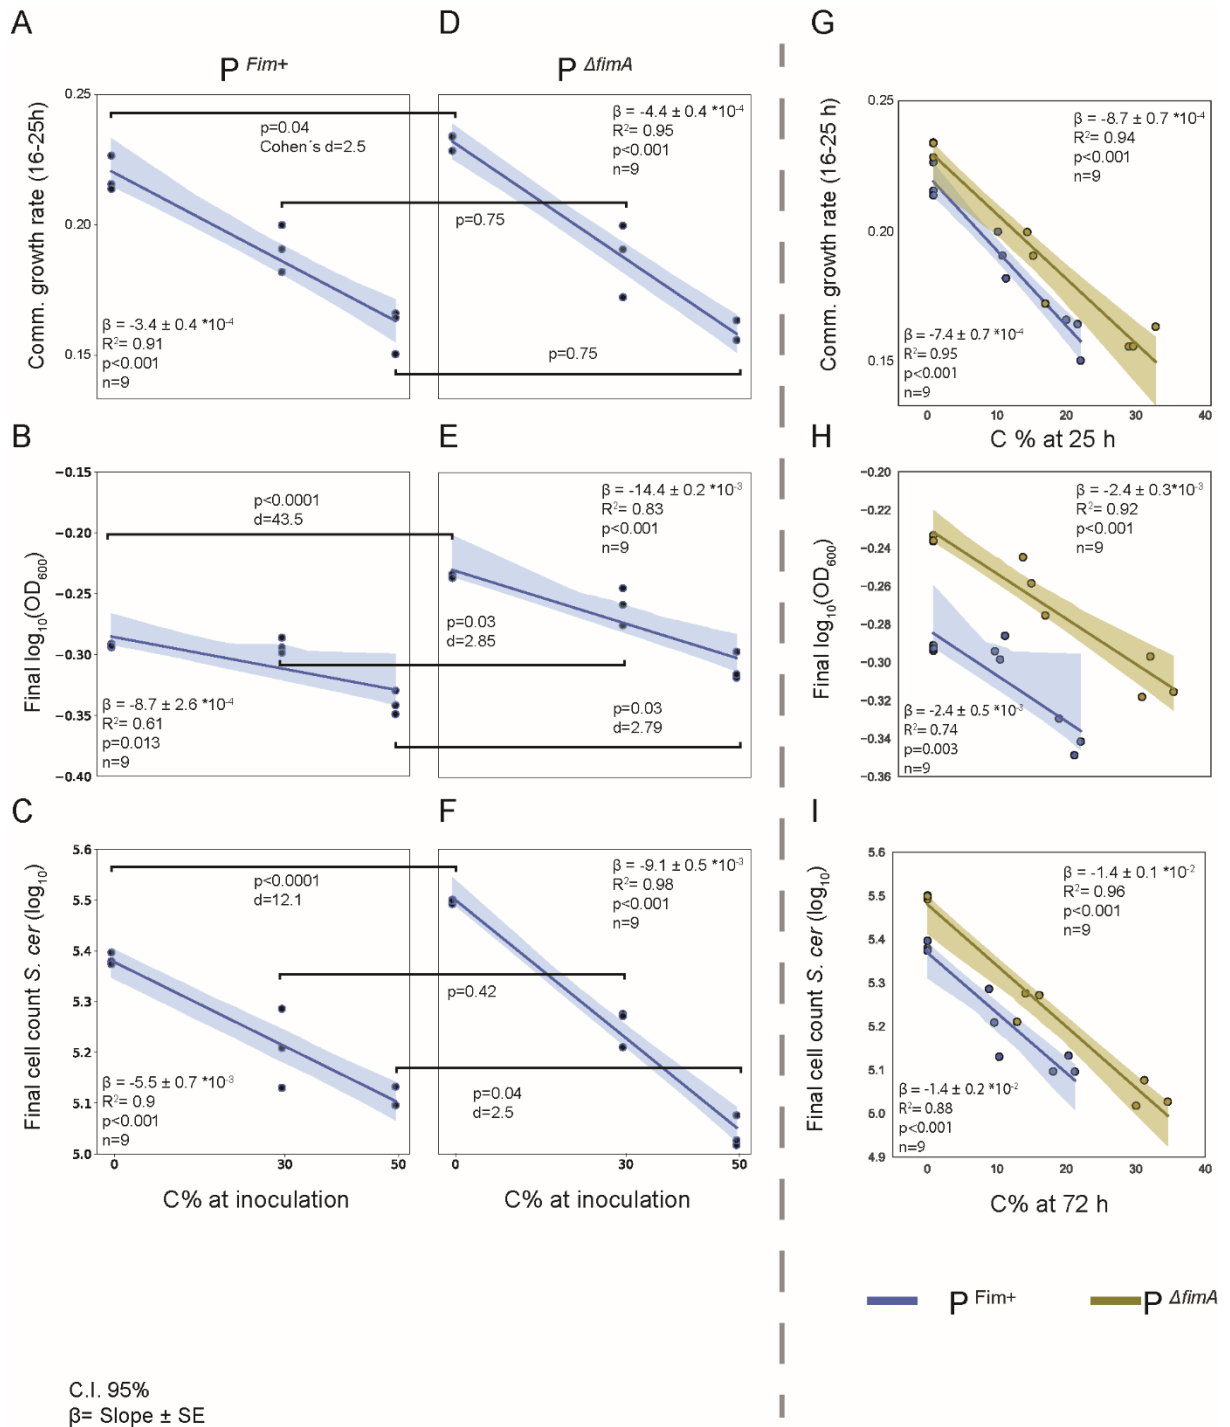 A
D
G
P Fim+
P ΔfimA
Comm. growth rate (16-25h)
0.25
0.20
0.15
p=0.04
Cohen´s d=2.5
β = -4.4 ± 0.4 *10-4
R2= 0.95
p<0.001
n=9
p=0.75
β = -3.4 ± 0.4 *10-4
R2= 0.91
p<0.001
n=9
p=0.75
Comm. growth rate (16-25 h)
0.25
0.20
0.15
β = -8.7 ± 0.7 *10-4
R2= 0.94
p<0.001
n=9
β = -7.4 ± 0.7 *10-4
R2= 0.95
p<0.001
n=9
0
10
20
30
40
C % at 25 h
B
E
H
Final log10(OD600)
−0.15
−0.20
−0.25
−0.30
−0.35
−0.40
p<0.0001
d=43.5
β = -14.4 ± 0.2 *10-3
R2= 0.83
p<0.001
n=9
p=0.03
d=2.85
β = -8.7 ± 2.6 *10-4
R2= 0.61
p=0.013
n=9
p=0.03
d=2.79
Final log10(OD600)
−0.20
−0.22
−0.24
−0.26
−0.28
−0.30
−0.32
−0.34
−0.36
β = -2.4 ± 0.3*10-3
R2= 0.92
p<0.001
n=9
β = -2.4 ± 0.5 *10-3
R2= 0.74
p=0.003
n=9
0
10
20
30
40
C
F
I
Final cell count S. cer (log10)
5.6
5.5
5.4
5.3
5.2
5.1
5.0
p<0.0001
d=12.1
β = -9.1 ± 0.5 *10-3
R2= 0.98
p<0.001
n=9
p=0.42
β = -5.5 ± 0.7 *10-3
R2= 0.9
p<0.001
n=9
p=0.04
d=2.5
0
30
50
0
30
50
C% at inoculation
C% at inoculation
Final cell count S. cer (log10)
5.6
5.5
5.4
5.3
5.2
5.1
5.0
4.9
β = -1.4 ± 0.1 *10-2
R2= 0.96
p<0.001
n=9
β = -1.4 ± 0.2 *10-2
R2= 0.88
p<0.001
n=9
0
10
20
30
40
C% at 72 h
P Fim+
P ΔfimA
C.I. 95%
β= Slope ± SE